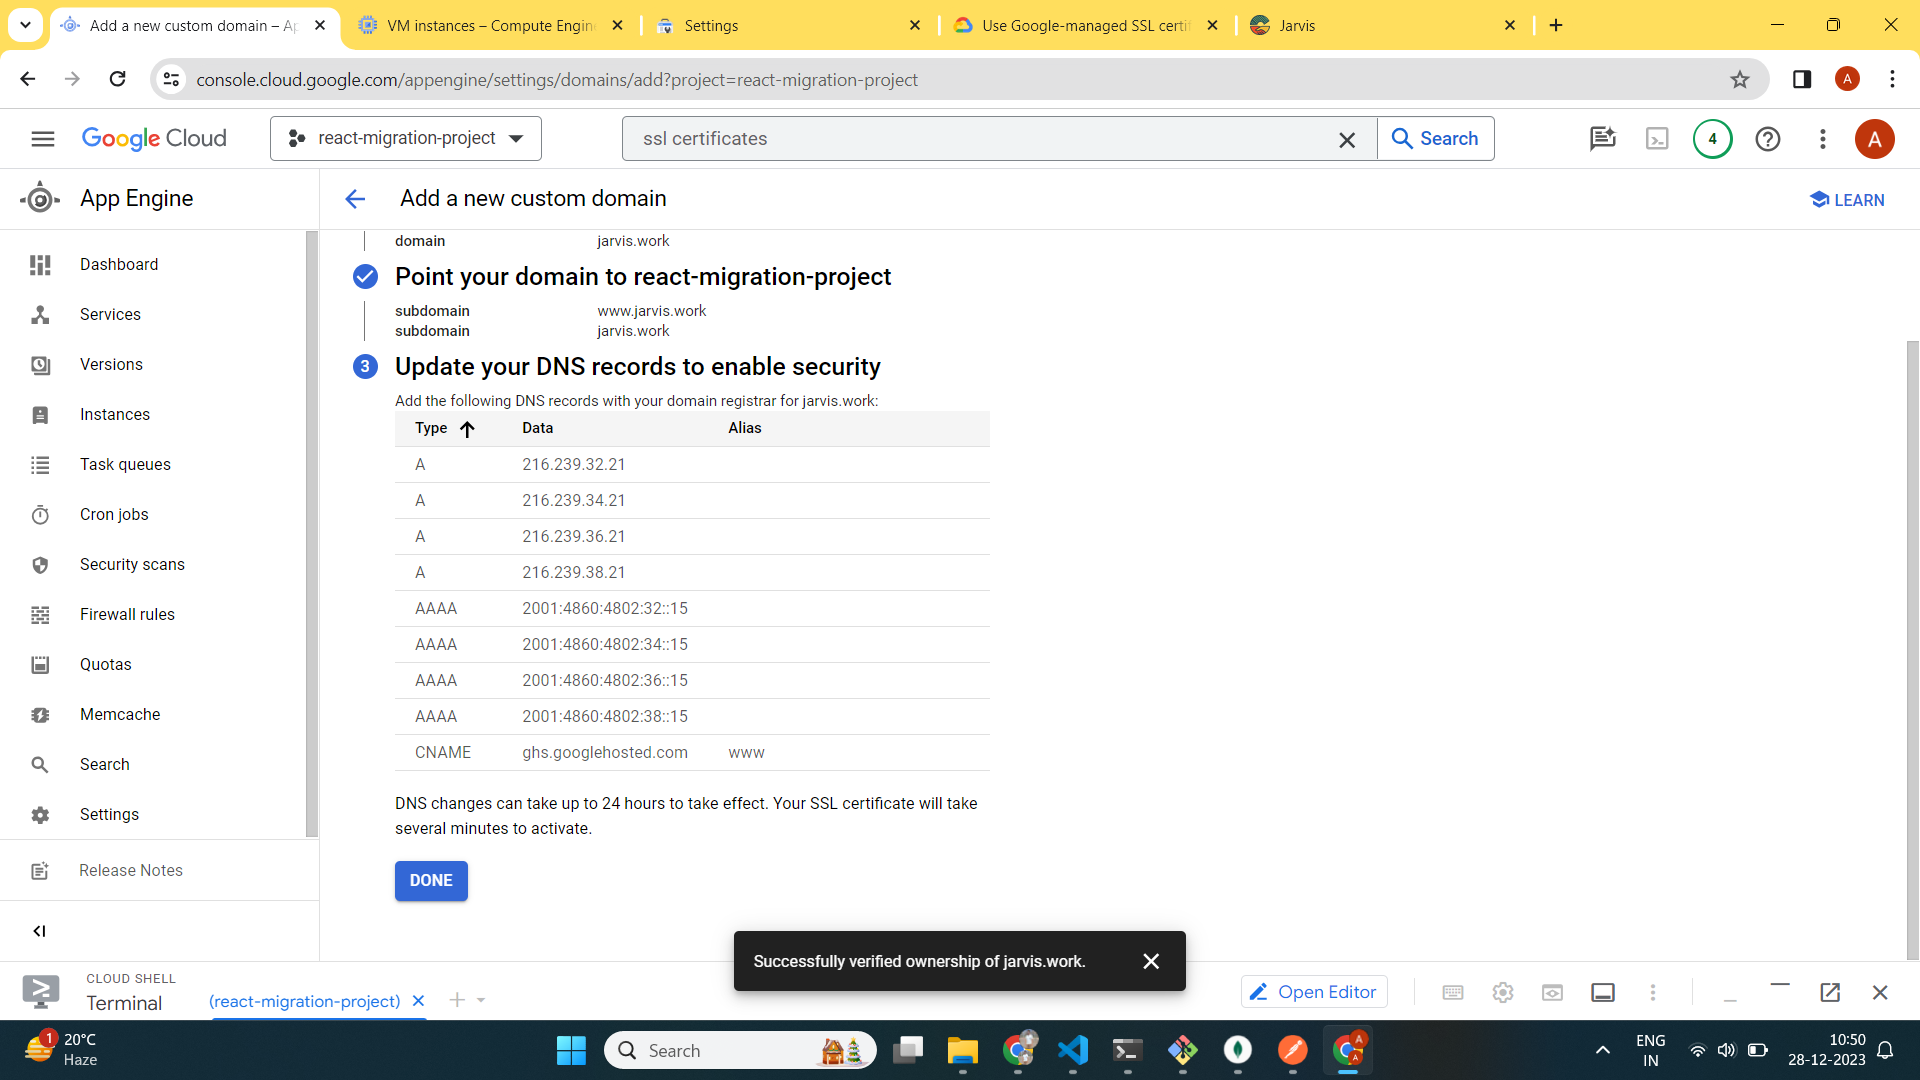 Add a new custom domain – Ap
VM instances – Compute Engine
Settings
Use Google-managed SSL certif
Jarvis
console.cloud.google.com/appengine/settings/domains/add?project=react-migration-project
A
Google Cloud
react-migration-project
ssl certificates
Search
4
A
App Engine
Add a new custom domain
LEARN
Dashboard
Services
Versions
Instances
Task queues
Cron jobs
Security scans
Firewall rules
Quotas
Memcache
Search
Settings
Release Notes
domain jarvis.work
Point your domain to react-migration-project
subdomain www.jarvis.work
subdomain jarvis.work
3 Update your DNS records to enable security
Add the following DNS records with your domain registrar for jarvis.work:
Type Data Alias
A 216.239.32.21
A 216.239.34.21
A 216.239.36.21
A 216.239.38.21
AAAA 2001:4860:4802:32::15
AAAA 2001:4860:4802:34::15
AAAA 2001:4860:4802:36::15
AAAA 2001:4860:4802:38::15
CNAME ghs.googlehosted.com www
DNS changes can take up to 24 hours to take effect. Your SSL certificate will take
several minutes to activate.
DONE
Successfully verified ownership of jarvis.work.
CLOUD SHELL
Terminal
(react-migration-project)
Open Editor
1
20°C
Haze
Search
A
A
ENG
IN
10:50
28-12-2023